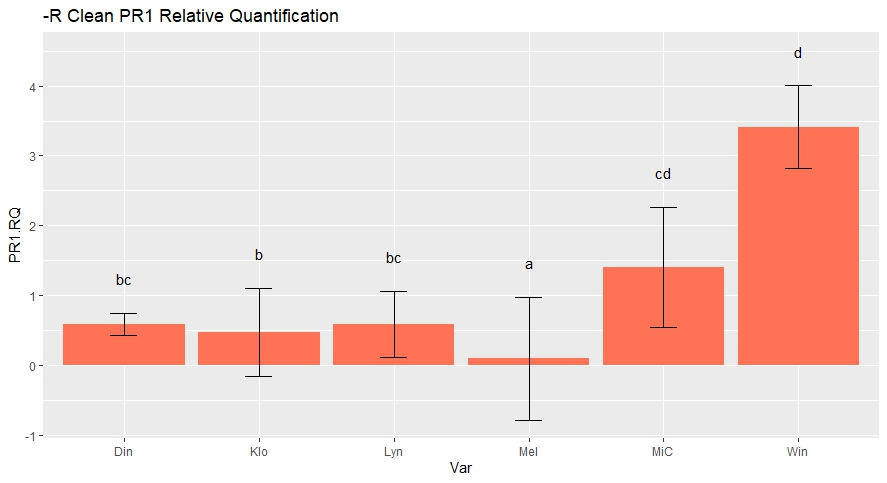 -R Clean PR1 Relative Quantification
d
4
3
cd
2
b
bc
a
bc
1
0
-1
PR1.RQ
Din Klo Lyn Mel MiC Win
Var